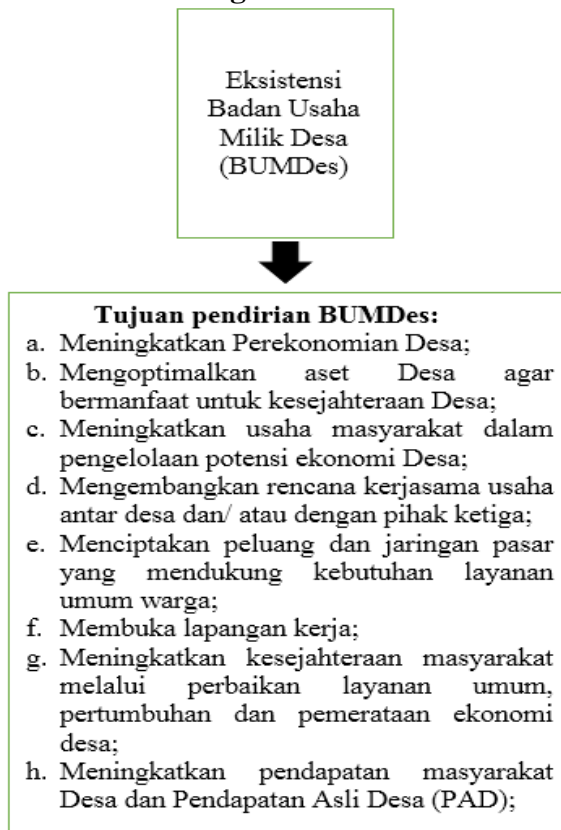 Eksistensi
Badan Usaha
Milik Desa
(BUMDes)
Tujuan pendirian BUMDes:
a. Meningkatkan Perekonomian Desa;
b. Mengoptimalkan aset Desa agar
bermanfaat untuk kesejahteraan Desa;
c. Meningkatkan usaha masyarakat dalam
pengelolaan potensi ekonomi Desa;
d. Mengembangkan rencana kerjasama usaha
antar desa dan/ atau dengan pihak ketiga;
e. Menciptakan peluang dan jaringan pasar
yang mendukung kebutuhan layanan
umum warga;
f. Membuka lapangan kerja;
g. Meningkatkan kesejahteraan masyarakat
melalui perbaikan layanan umum,
pertumbuhan dan pemerataan ekonomi
desa;
h. Meningkatkan pendapatan masyarakat
Desa dan Pendapatan Asli Desa (PAD);